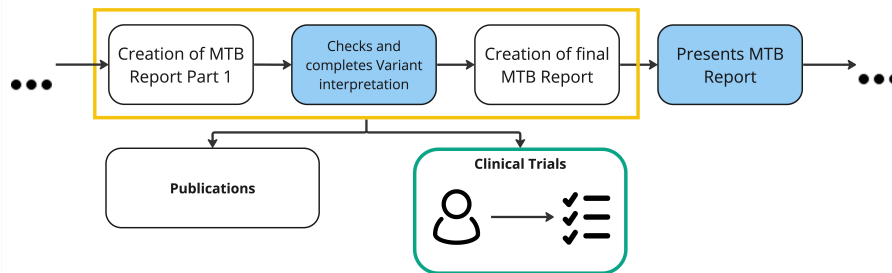 Creation of MTB
Report Part 1
Checks and
completes Variant
interpretation
Creation of final
MTB Report
Presents MTB
Report
Publications
Clinical Trials